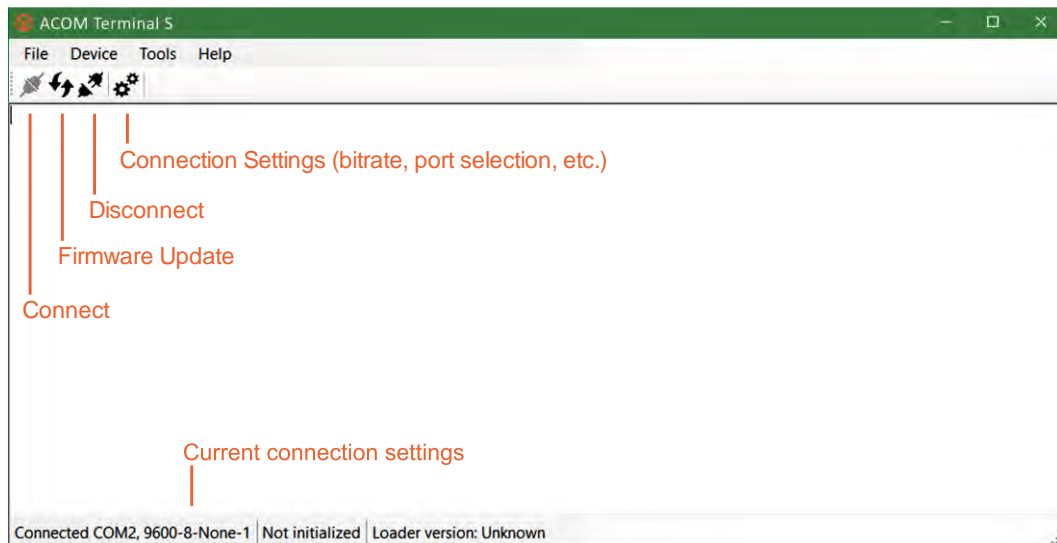 ACOM Terminal S
File Device Tools Help
Connection Settings (bitrate, port selection, etc.)
Disconnect
Firmware Update
Connect
Current connection settings
Connected COM2, 9600-8-None-1 Not initialized Loader version: Unknown